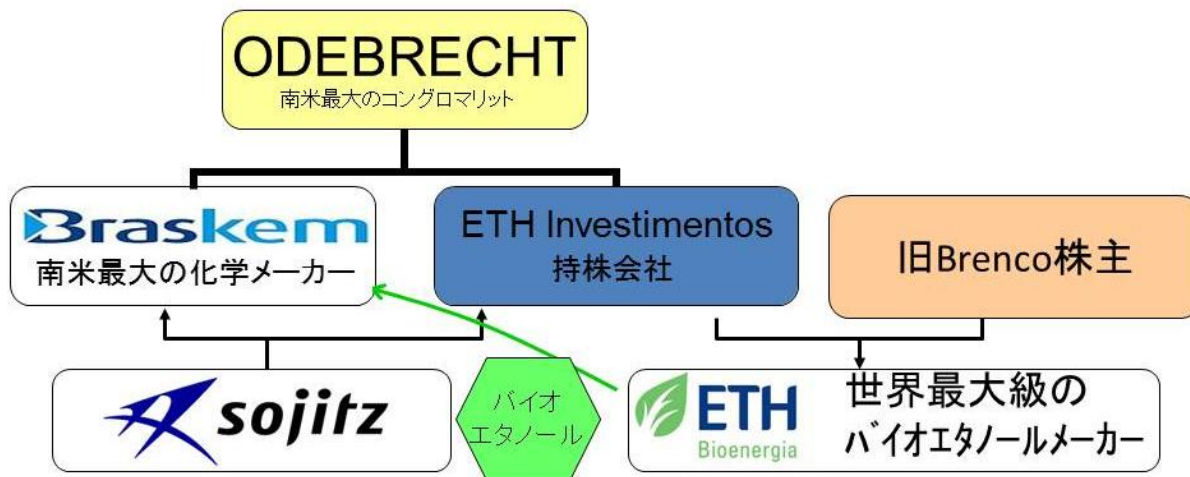 ODEBRECHT
南米最大のコングロマリット
Braskem
南米最大の化学メーカー
ETH Investimentos
持株会社
旧Brenco株主
sojitz
バイオ
エタノール
ETH
Bioenergia
世界最大級の
バイオエタノールメーカー